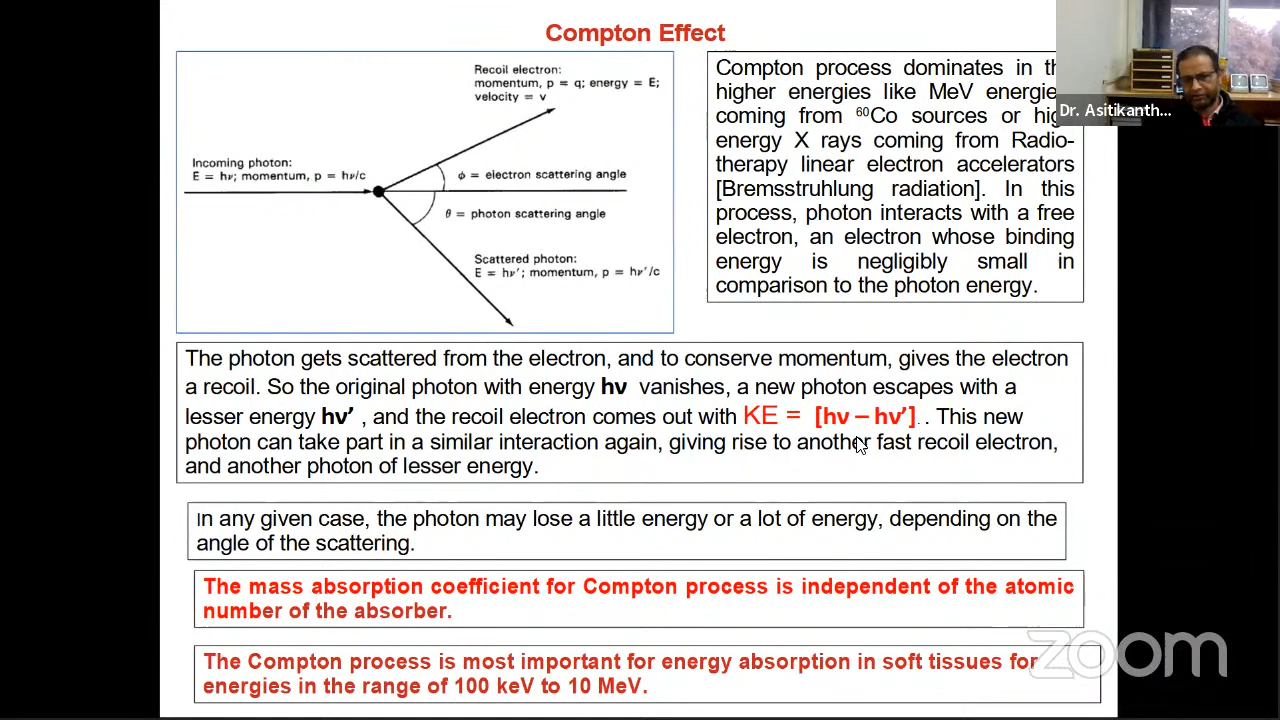 Compton Effect
Recoil electron:
momentum, p = q; energy = E;
velocity = v
Incoming photon:
E = hν; momentum, p = hν/c
ϕ = electron scattering angle
θ = photon scattering angle
Scattered photon:
E = hν′; momentum, p = hν′/c
Compton process dominates in
higher energies like MeV
coming from ⁶⁰Co sources or
energy X rays coming from Radio-
therapy linear electron accelerators
[Bremsstruhlung radiation]. In this
process, photon interacts with a free
electron, an electron whose binding
energy is negligibly small in
comparison to the photon energy.
Dr. Asitikanth...
The photon gets scattered from the electron, and to conserve momentum, gives the electron
a recoil. So the original photon with energy hν vanishes, a new photon escapes with a
lesser energy hν’ , and the recoil electron comes out with KE = [hν – hν’]. . This new
photon can take part in a similar interaction again, giving rise to another fast recoil electron,
and another photon of lesser energy.
In any given case, the photon may lose a little energy or a lot of energy, depending on the
angle of the scattering.
The mass absorption coefficient for Compton process is independent of the atomic
number of the absorber.
The Compton process is most important for energy absorption in soft tissues for
energies in the range of 100 keV to 10 MeV.
zoom